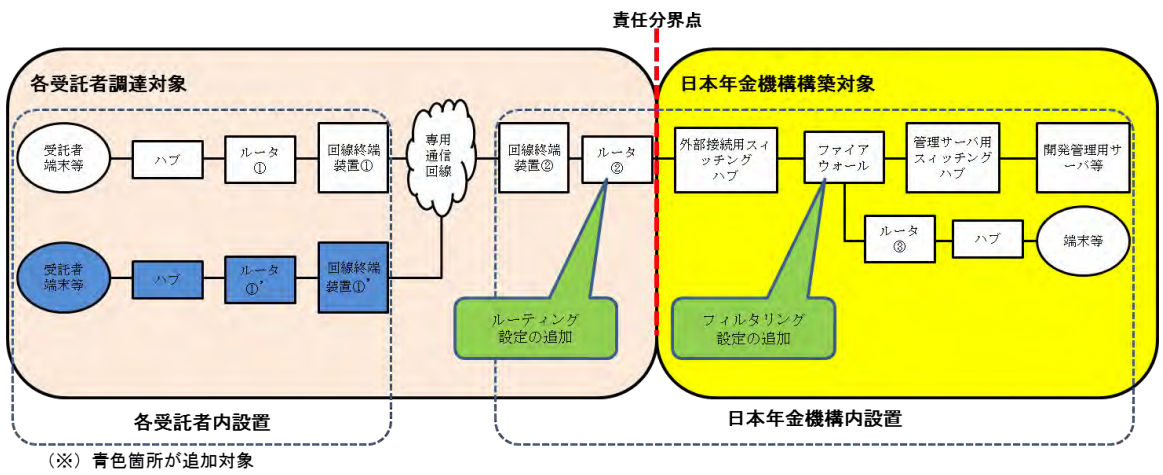 責任分界点
各受託者調達対象
日本年金機構構築対象
受託者
端末等
ハブ
ルータ
①
回線終端
装置①
専用
通信
回線
回線終端
装置②
ルータ
②
外部接続用スイ
ッチング
ハブ
ファイア
ウォール
管理サーバ用
スイッチング
ハブ
開発管理用サ
ーバ等
ルータ
③
ハブ
端末等
受託者
端末等
ハブ
ルータ
①’
回線終端
装置①’
ルーティング
設定の追加
フィルタリング
設定の追加
各受託者内設置
日本年金機構内設置
(※) 青色箇所が追加対象